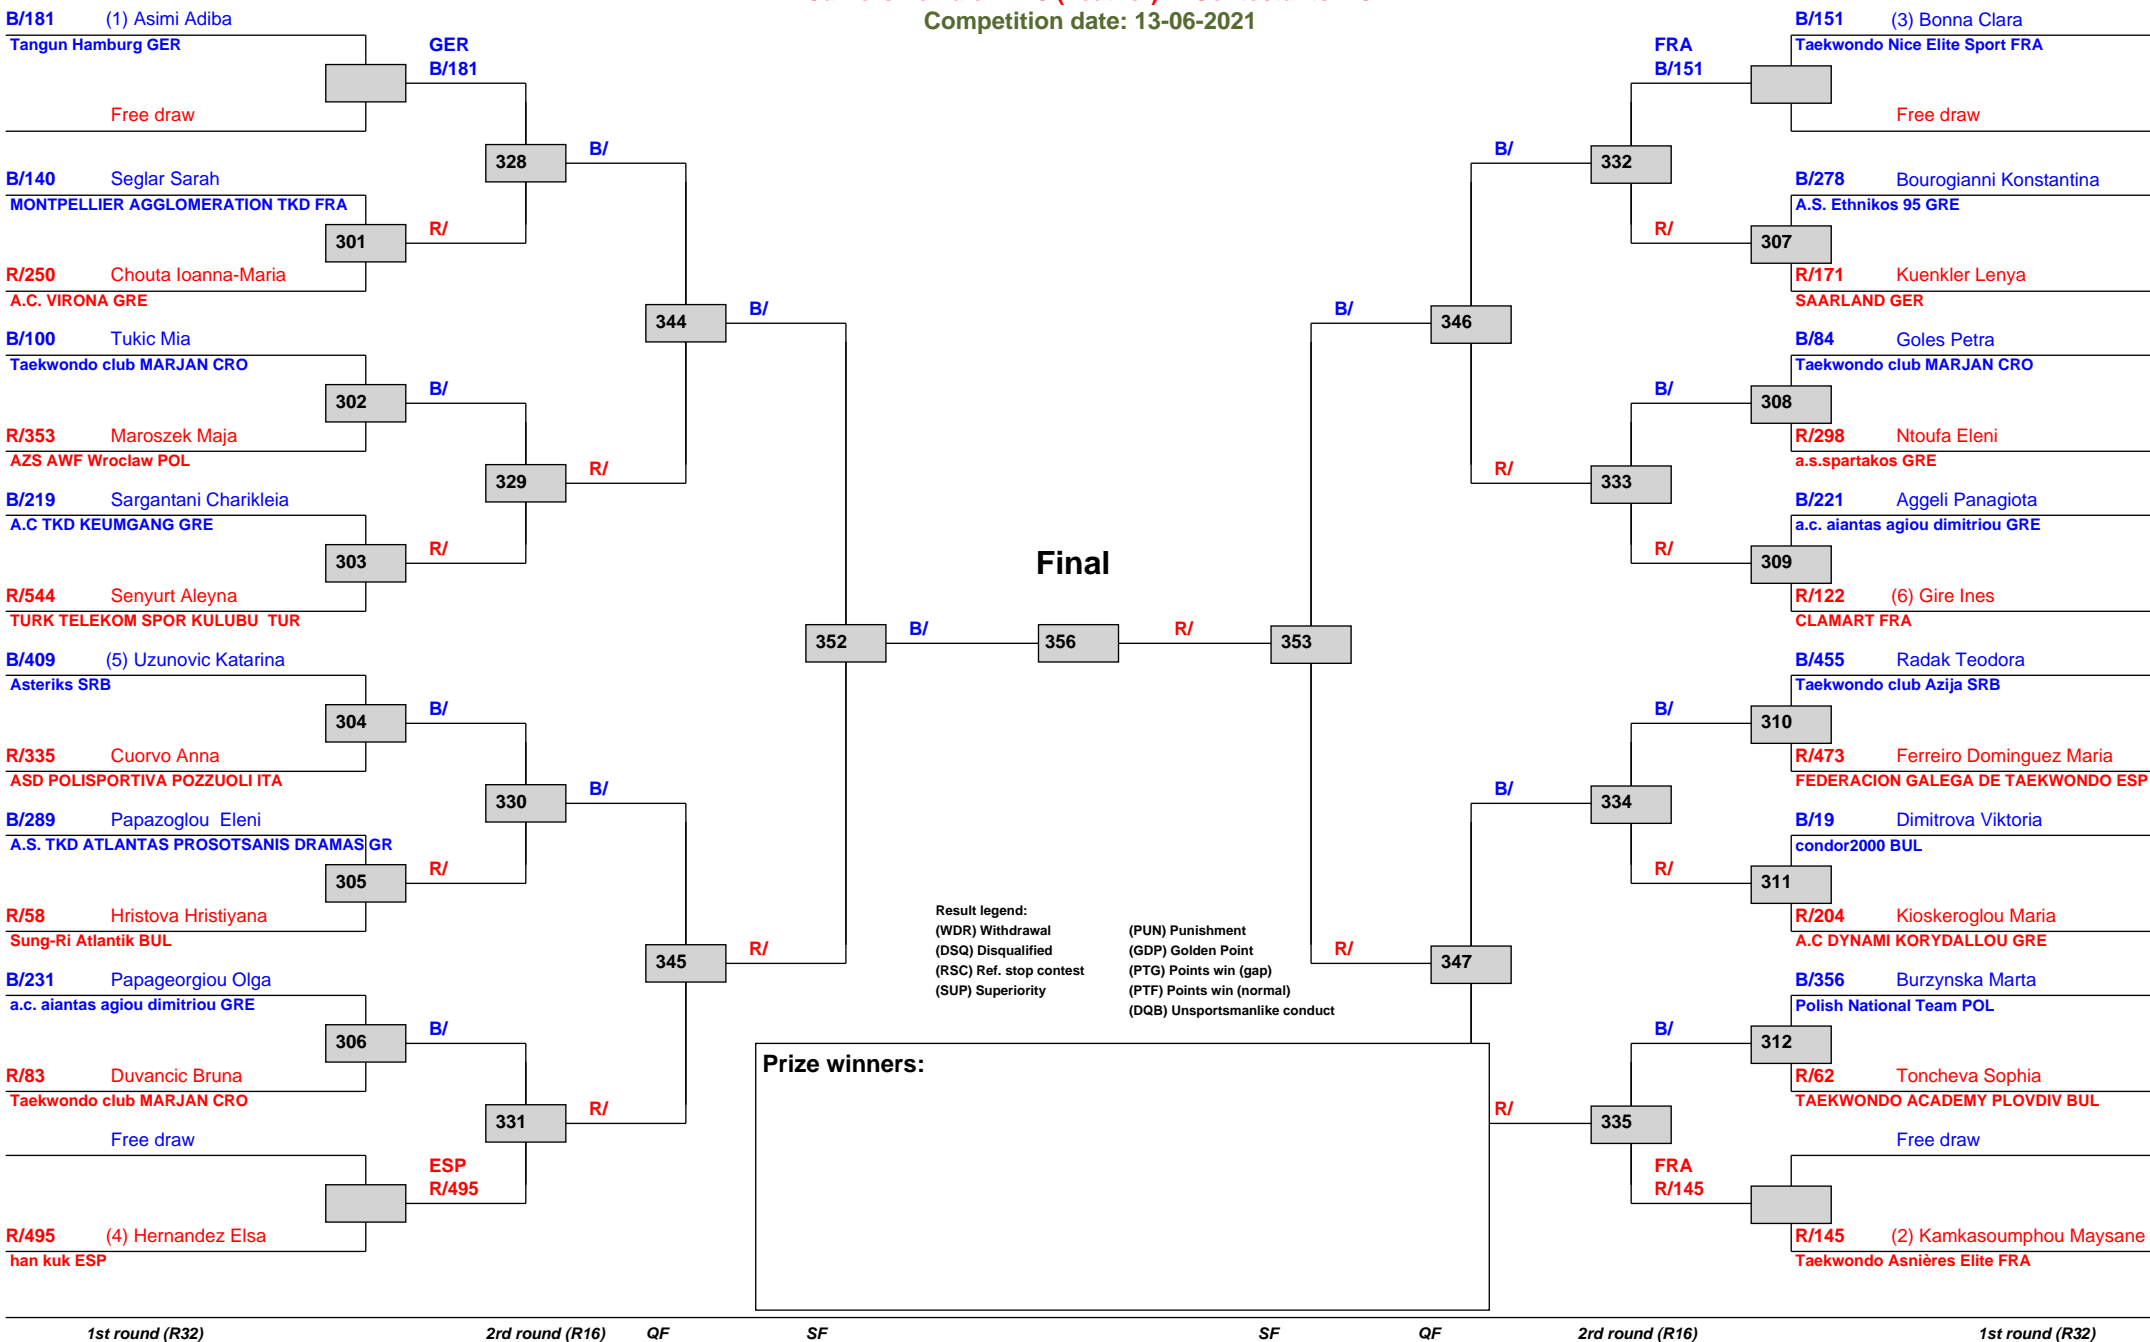 Competition date: 13-06-2021
B/181 (1) Asimi Adiba
Tangun Hamburg GER
GER
B/181
Free draw
328
B/
B/140 Seglar Sarah
MONTPELLIER AGGLOMERATION TKD FRA
301
R/
R/250 Chouta Ioanna-Maria
A.C. VIRONA GRE
344
B/
B/100 Tukic Mia
Taekwondo club MARJAN CRO
302
B/
R/353 Maroszek Maja
AZS AWF Wroclaw POL
329
R/
B/219 Sargantani Charikleia
A.C TKD KEUMGANG GRE
303
R/
R/544 Senyurt Aleyna
TURK TELEKOM SPOR KULUBU TUR
352
B/
B/409 (5) Uzunovic Katarina
Asteriks SRB
304
B/
R/335 Cuorvo Anna
ASD POLISPORTIVA POZZUOLI ITA
330
B/
B/289 Papazoglou Eleni
A.S. TKD ATLANTAS PROSOTSANIS DRAMAS GR
305
R/
R/58 Hristova Hristiyana
Sung-Ri Atlantik BUL
345
R/
B/231 Papageorgiou Olga
a.c. aiantas agiou dimitriou GRE
306
B/
R/83 Duvancic Bruna
Taekwondo club MARJAN CRO
331
R/
Free draw
ESP
R/495
R/495 (4) Hernandez Elsa
han kuk ESP
Final
356
R/
Result legend:
(WDR) Withdrawal
(DSQ) Disqualified
(RSC) Ref. stop contest
(SUP) Superiority
(PUN) Punishment
(GDP) Golden Point
(PTG) Points win (gap)
(PTF) Points win (normal)
(DQB) Unsportsmanlike conduct
Prize winners:
B/151 (3) Bonna Clara
Taekwondo Nice Elite Sport FRA
FRA
B/151
Free draw
B/
332
B/278 Bourogianni Konstantina
A.S. Ethnikos 95 GRE
R/
307
R/171 Kuenkler Lenya
SAARLAND GER
B/
346
B/84 Goles Petra
Taekwondo club MARJAN CRO
B/
308
R/298 Ntoufa Eleni
a.s.spartakos GRE
R/
333
B/221 Aggeli Panagiota
a.c. aiantas agiou dimitriou GRE
R/
309
R/122 (6) Gire Ines
CLAMART FRA
353
B/455 Radak Teodora
Taekwondo club Azija SRB
B/
310
R/473 Ferreiro Dominguez Maria
FEDERACION GALEGA DE TAEKWONDO ESP
B/
334
B/19 Dimitrova Viktoria
condor2000 BUL
R/
311
R/204 Kioskeroglou Maria
A.C DYNAMI KORYDALLOU GRE
R/
347
B/356 Burzynska Marta
Polish National Team POL
B/
312
R/62 Toncheva Sophia
TAEKWONDO ACADEMY PLOVDIV BUL
R/
335
Free draw
FRA
R/145
R/145 (2) Kamkasoumphou Maysane
Taekwondo Asnières Elite FRA
1st round (R32) 2rd round (R16) QF SF SF QF 2rd round (R16) 1st round (R32)